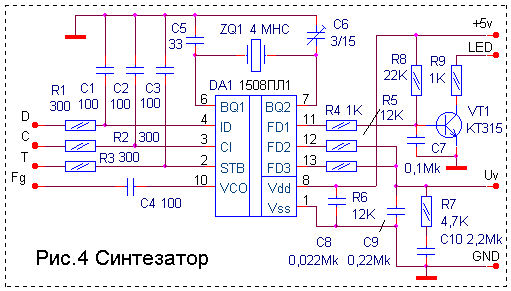 C5
33
ZQ1 4 MHC
C6
3/15
+5v
LED
R1
300
C1
100
C2
100
C3
100
DA1 1508ПЛ1
R8
22K
R9
1K
6 BQ1
BQ2 7
R4 1K
R5
12K
VT1
KT315
D
4 ID
FD1 11
C
R2 300
3 CI
FD2 12
C7
0,1Mk
T
R3 300
2 STB
FD3 13
Fg
10 VCO
Vdd 8
Uv
C4 100
Vss 1
R6
12K
R7
4,7K
C8
0,022Mk
C9
0,22Mk
C10 2,2Mk
GND
Рис.4 Синтезатор